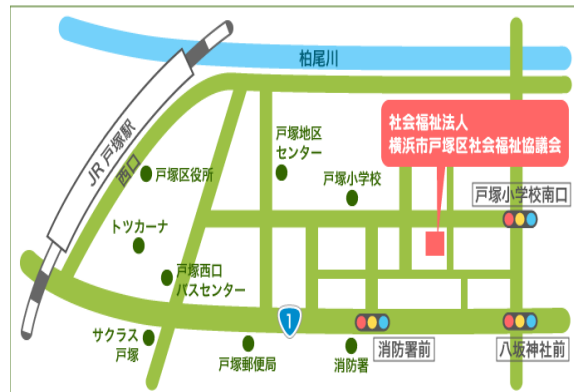 柏尾川
JR 戸塚駅
西口
社会福祉法人
横浜市戸塚区社会福祉協議会
戸塚地区
センター
戸塚区役所
戸塚小学校
戸塚小学校南口
トツカーナ
戸塚西口
バスセンター
1
サクラス
戸塚
戸塚郵便局
消防署前
消防署
八坂神社前